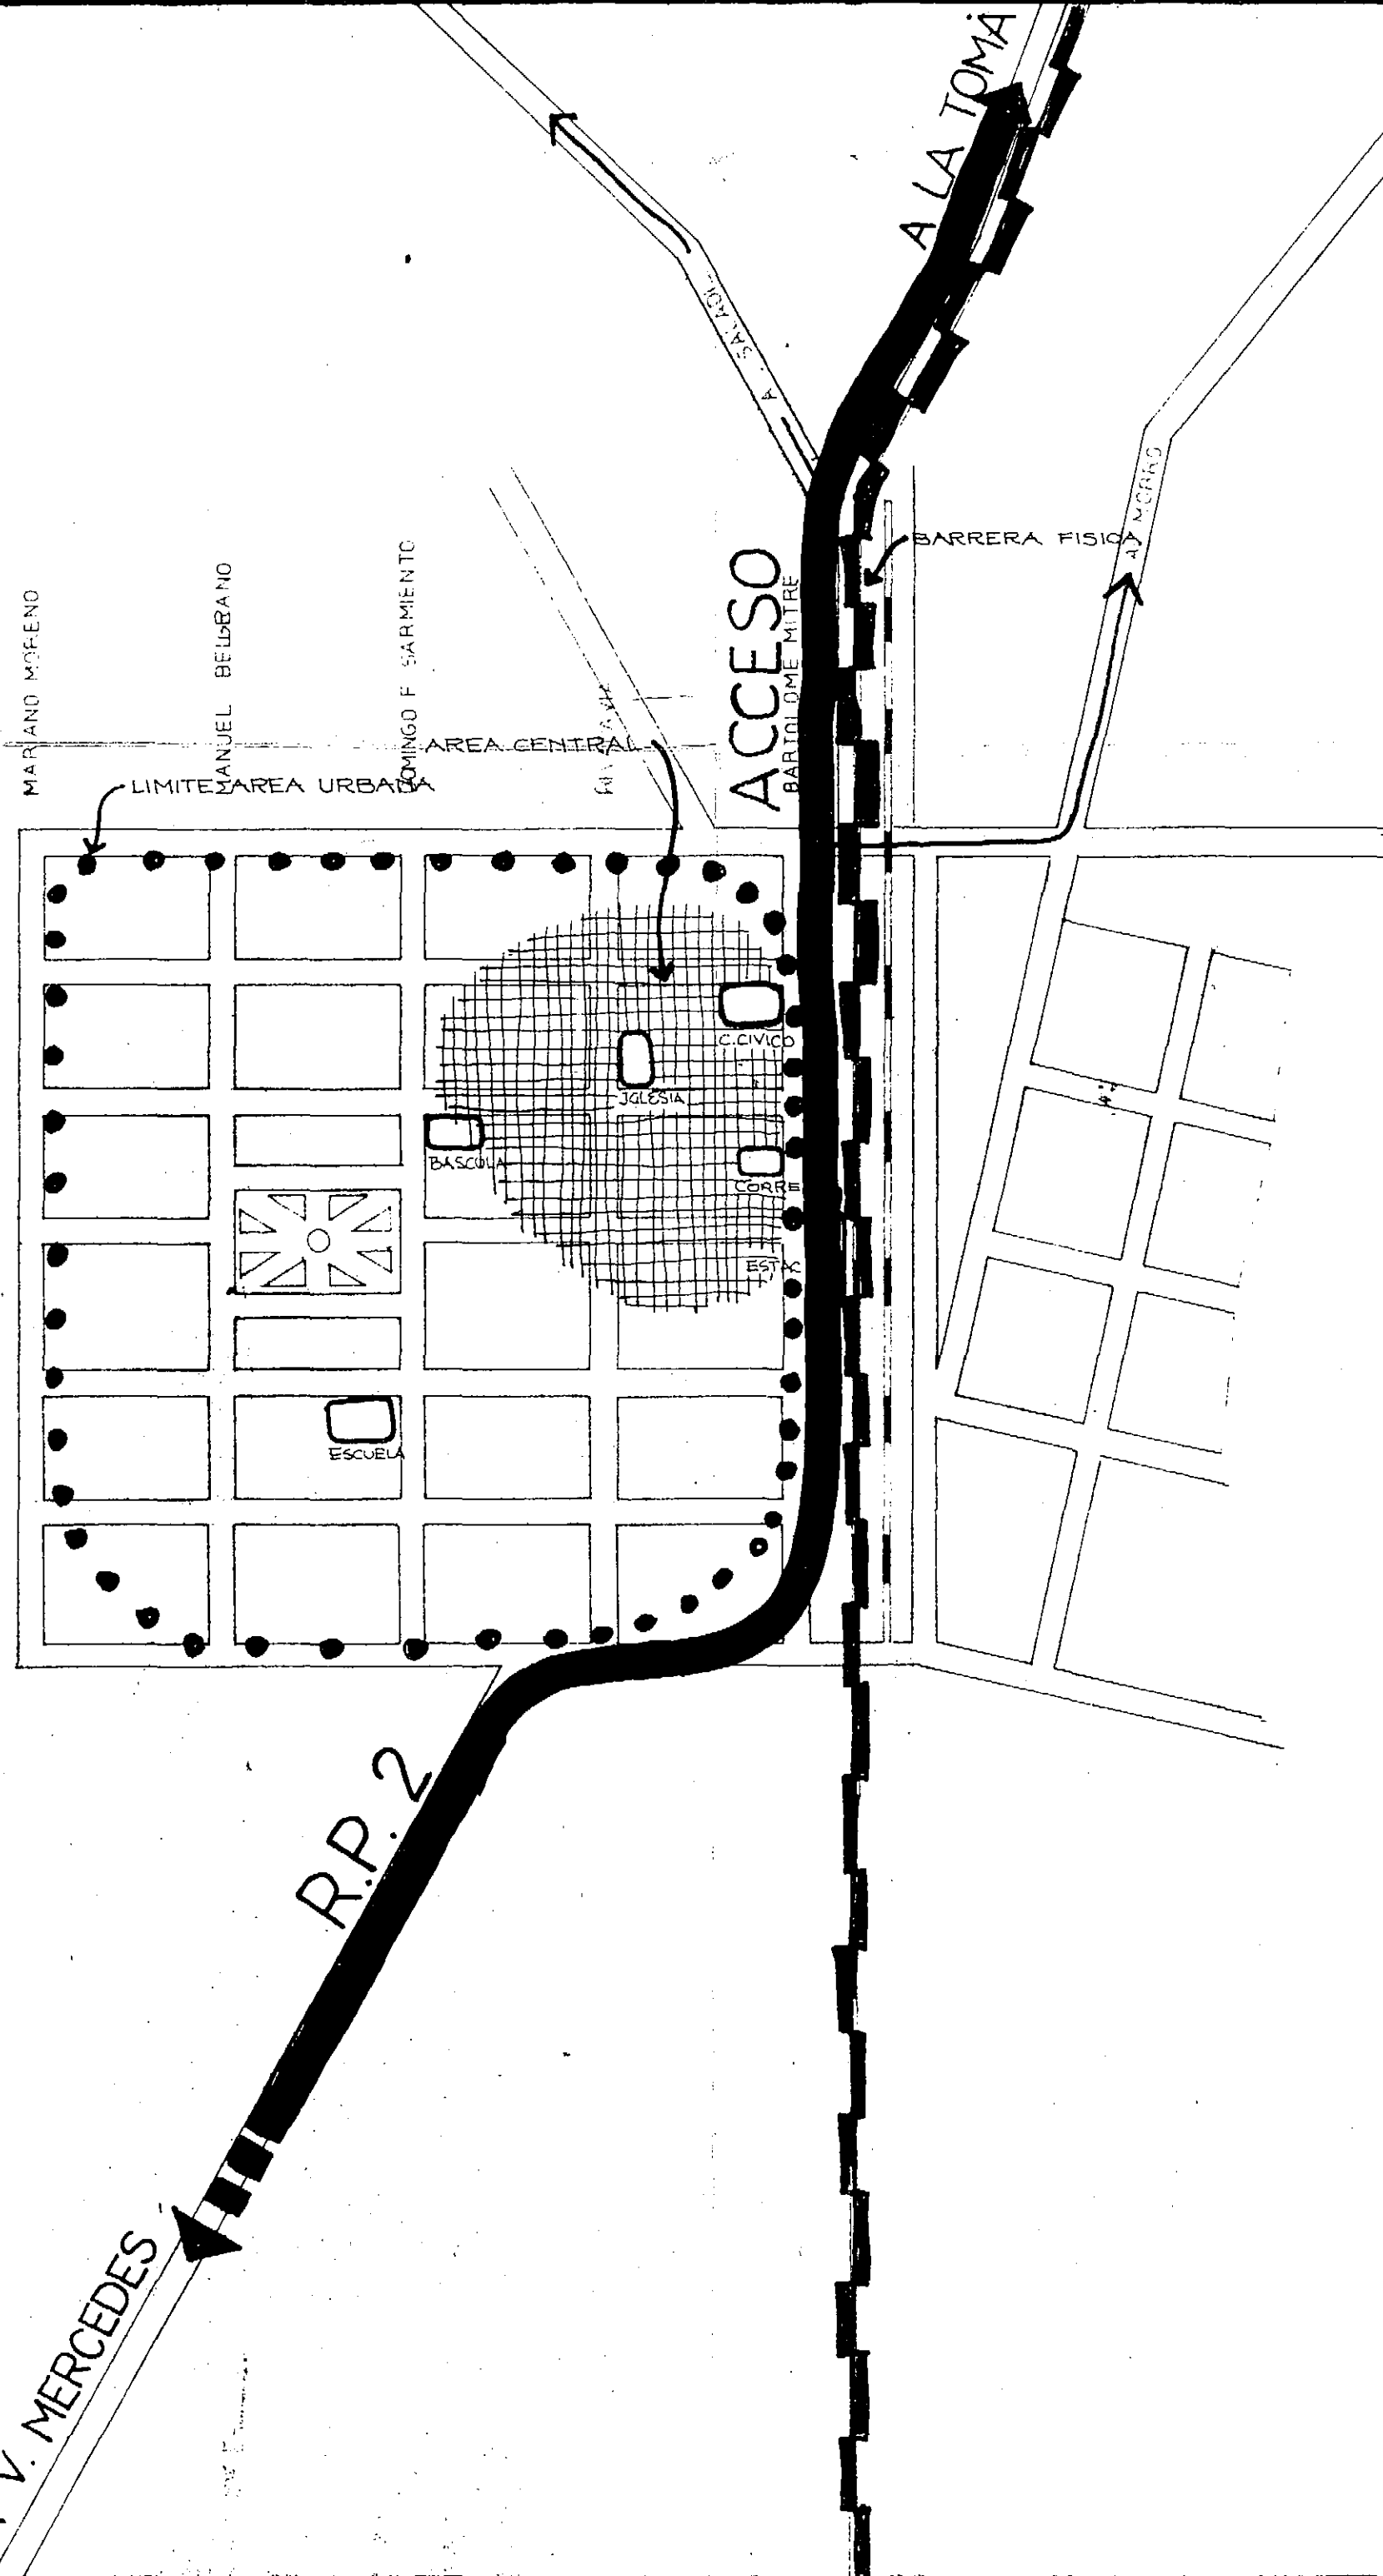 A LA TOMA
BARRERA FISICA
ACCESO
BARTOLOME MITRE
MARIANO MORENO
MANUEL BELGRANO
DOMINGO F SARMIENTO
AREA CENTRAL
LIMITE AREA URBANA
AL MORRO
C.CIVICO
IGLESIA
BASCULA
CORRE
ESTAC
ESCUELA
R.P. 2
V. MERCEDES